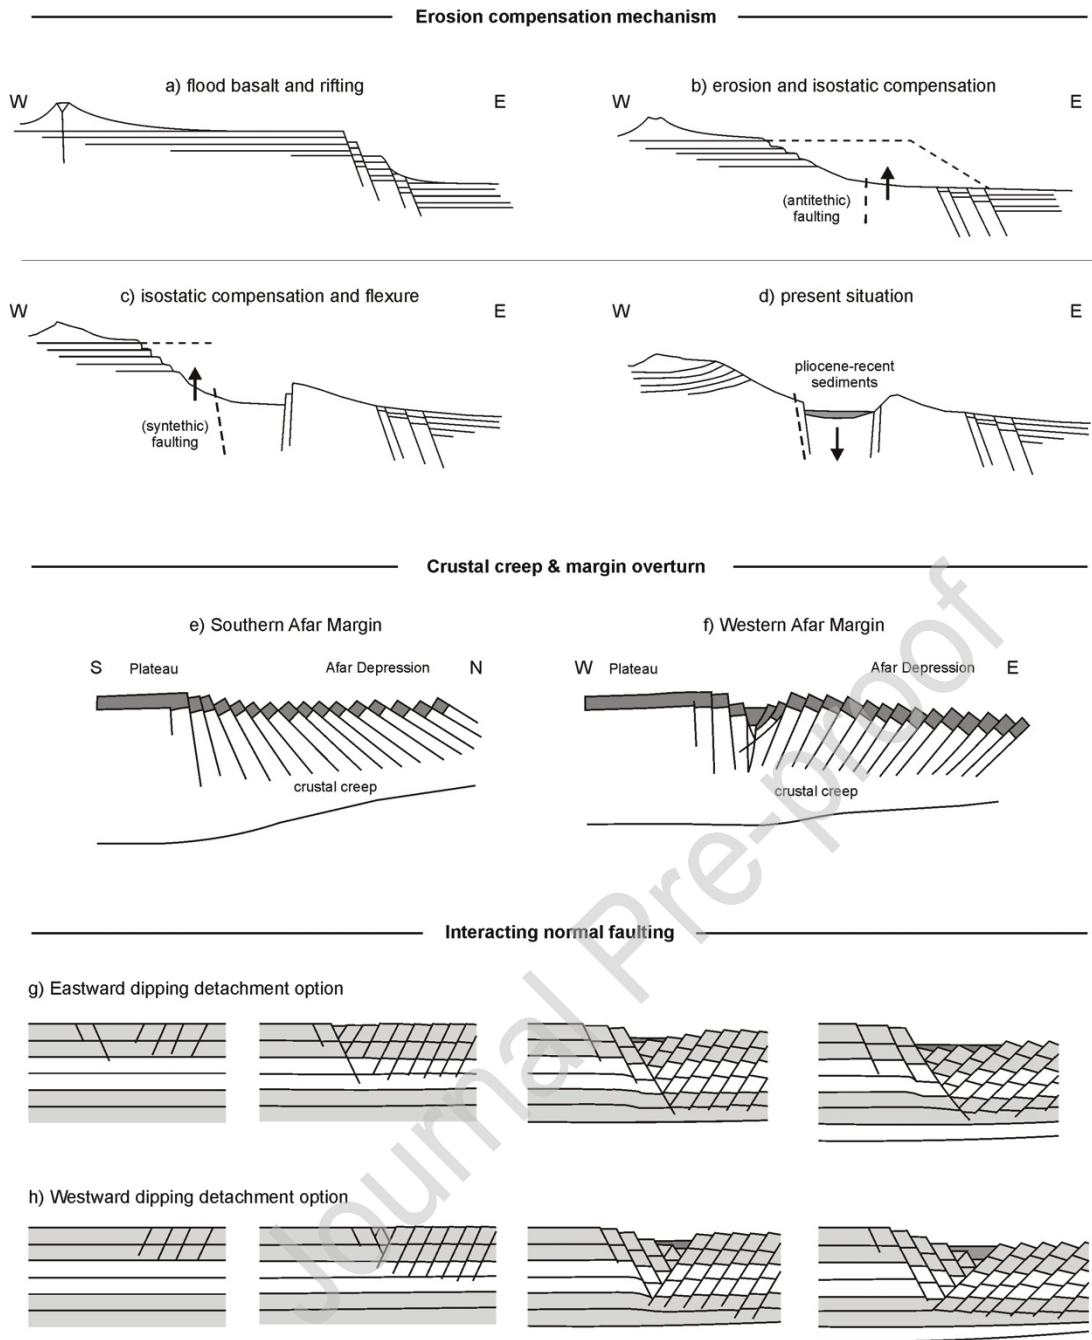 Erosion compensation mechanism
a) flood basalt and rifting
W E
b) erosion and isostatic compensation
W E
(antitethic)
faulting
c) isostatic compensation and flexure
W E
(syntethic)
faulting
d) present situation
W E
pliocene-recent
sediments
Crustal creep & margin overturn
e) Southern Afar Margin
S Plateau Afar Depression N
crustal creep
f) Western Afar Margin
W Plateau Afar Depression E
crustal creep
Interacting normal faulting
g) Eastward dipping detachment option
h) Westward dipping detachment option
Journal Pre-proof